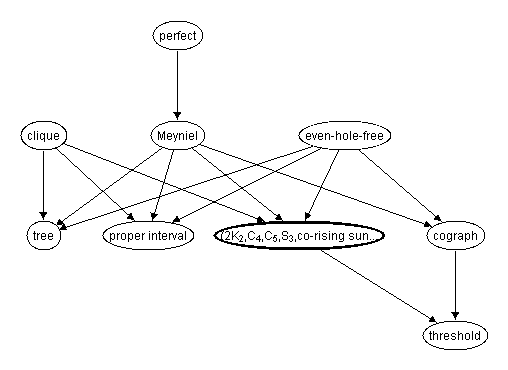 perfect
clique
Meyniel
even-hole-free
tree
proper interval
(2K₂,C₄,C₅,S₃,co-rising sun...
cograph
threshold